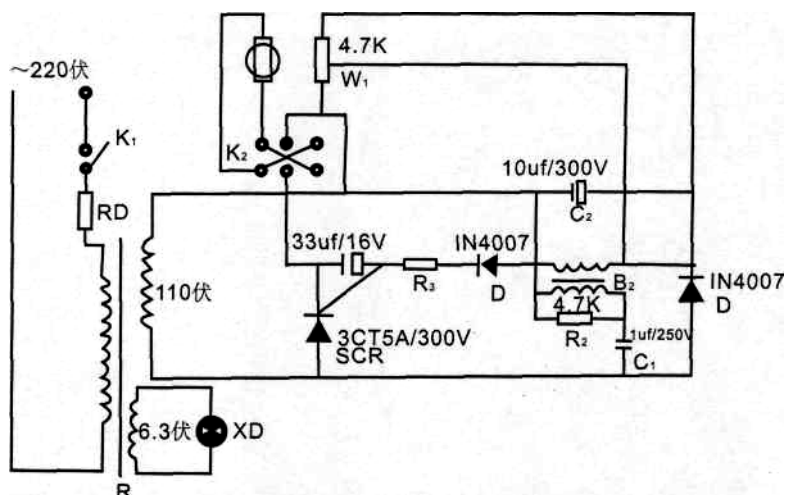 ～220伏
K₁
RD
4.7K
W₁
K₂
10uf/300V
C₂
33uf/16V
IN4007
R₃
D
B₂
IN4007
D
110伏
3CT5A/300V
SCR
4.7K
R₂
1uf/250V
C₁
6.3伏
XD
R